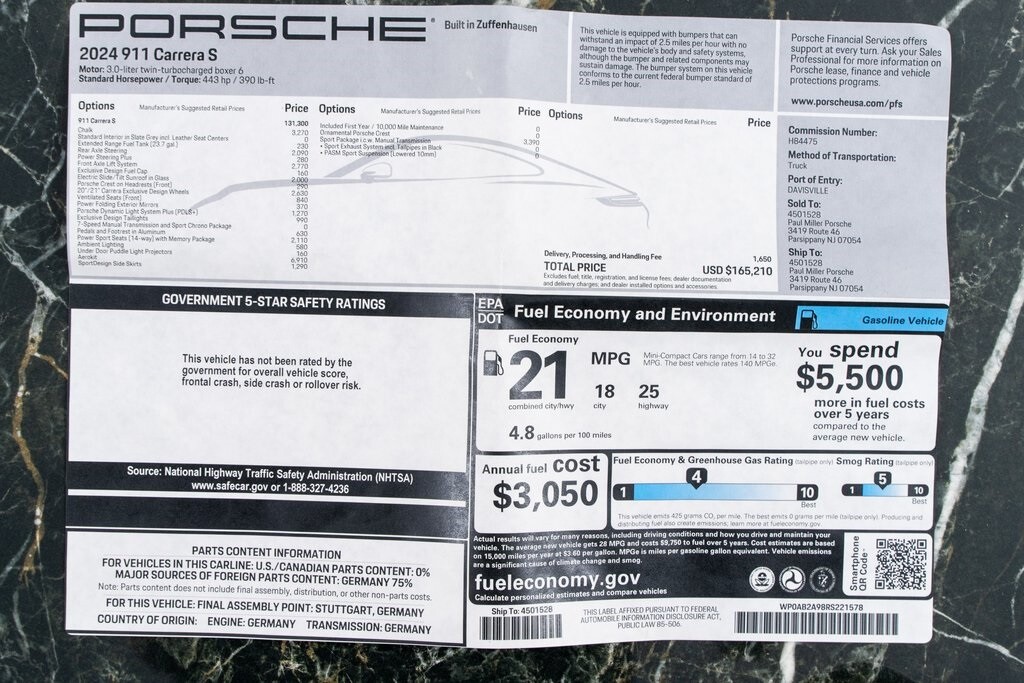 PORSCHE® Built in Zuffenhausen
2024 911 Carrera S
Motor: 3.0-liter twin-turbocharged boxer 6
Standard Horsepower / Torque: 443 hp / 390 lb-ft
This vehicle is equipped with bumpers that can
withstand an impact of 2.5 miles per hour with no
damage to the vehicle's body and safety systems,
although the bumper and related components may
sustain damage. The bumper system on this vehicle
conforms to the current federal bumper standard of
2.5 miles per hour.
Porsche Financial Services offers
support at every turn. Ask your Sales
Professional for more information on
Porsche lease, finance and vehicle
protections programs.
www.porscheusa.com/pfs
Options Manufacturer's Suggested Retail Prices Price
911 Carrera S 131,300
Chalk 3,270
Standard Interior in Slate Grey incl. Leather Seat Centers 0
Extended Range Fuel Tank (23.7 gal.) 230
Rear Axle Steering 2,090
Power Steering Plus 280
Front Axle Lift System 2,770
Exclusive Design Fuel Cap 160
Electric Slide/Tilt Sunroof in Glass 2,000
Porsche Crest on Headrests (Front) 290
20"/21" Carrera Exclusive Design Wheels 2,630
Ventilated Seats (Front) 840
Power Folding Exterior Mirrors 370
Porsche Dynamic Light System Plus (PDLS+) 1,270
Exclusive Design Taillights 990
7-Speed Manual Transmission and Sport Chrono Package 0
Pedals and Footrest in Aluminum 630
Power Sport Seats (14-way) with Memory Package 2,110
Ambient Lighting 580
Under Door Puddle Light Projectors 160
Aerokit 6,910
SportDesign Side Skirts 1,290
Options Manufacturer's Suggested Retail Prices Price
Included First Year / 10,000 Mile Maintenance 0
Ornamental Porsche Crest 0
Sport Package i.c.w. Manual Transmission 3,390
• Sport Exhaust System incl. Tailpipes in Black 0
• PASM Sport Suspension (Lowered 10mm) 0
Options Manufacturer's Suggested Retail Prices Price
Delivery, Processing, and Handling Fee 1,650
TOTAL PRICE USD $165,210
Excludes fuel, title, registration, and license fees, dealer documentation
and delivery charges, and dealer installed options and accessories.
Commission Number:
H84475
Method of Transportation:
Truck
Port of Entry:
DAVISVILLE
Sold To:
4501528
Paul Miller Porsche
3419 Route 46
Parsippany NJ 07054
Ship To:
4501528
Paul Miller Porsche
3419 Route 46
Parsippany NJ 07054
GOVERNMENT 5-STAR SAFETY RATINGS
This vehicle has not been rated by the
government for overall vehicle score,
frontal crash, side crash or rollover risk.
Source: National Highway Traffic Safety Administration (NHTSA)
www.safecar.gov or 1-888-327-4236
PARTS CONTENT INFORMATION
FOR VEHICLES IN THIS CARLINE: U.S./CANADIAN PARTS CONTENT: 0%
MAJOR SOURCES OF FOREIGN PARTS CONTENT: GERMANY 75%
Note: Parts content does not include final assembly, distribution, or other non-parts costs.
FOR THIS VEHICLE: FINAL ASSEMBLY POINT: STUTTGART, GERMANY
COUNTRY OF ORIGIN: ENGINE: GERMANY TRANSMISSION: GERMANY
EPA
DOT Fuel Economy and Environment Gasoline Vehicle
Fuel Economy
21 MPG
Mini-Compact Cars range from 14 to 32
MPG. The best vehicle rates 140 MPGe.
18 25
combined city/hwy city highway
4.8 gallons per 100 miles
You spend
$5,500
more in fuel costs
over 5 years
compared to the
average new vehicle.
Annual fuel cost
$3,050
Fuel Economy & Greenhouse Gas Rating (tailpipe only)
4
1 10
Best
Smog Rating (tailpipe only)
5
1 10
Best
This vehicle emits 425 grams CO₂ per mile. The best emits 0 grams per mile (tailpipe only). Producing and
distributing fuel also create emissions; learn more at fueleconomy.gov.
Actual results will vary for many reasons, including driving conditions and how you drive and maintain your
vehicle. The average new vehicle gets 28 MPG and costs $9,750 to fuel over 5 years. Cost estimates are based
on 15,000 miles per year at $3.60 per gallon. MPGe is miles per gasoline gallon equivalent. Vehicle emissions
are a significant cause of climate change and smog.
fueleconomy.gov
Calculate personalized estimates and compare vehicles
Smartphone
QR Code™
Ship To: 4501528
THIS LABEL AFFIXED PURSUANT TO FEDERAL
AUTOMOBILE INFORMATION DISCLOSURE ACT,
PUBLIC LAW 85-506.
WP0AB2A98RS221578